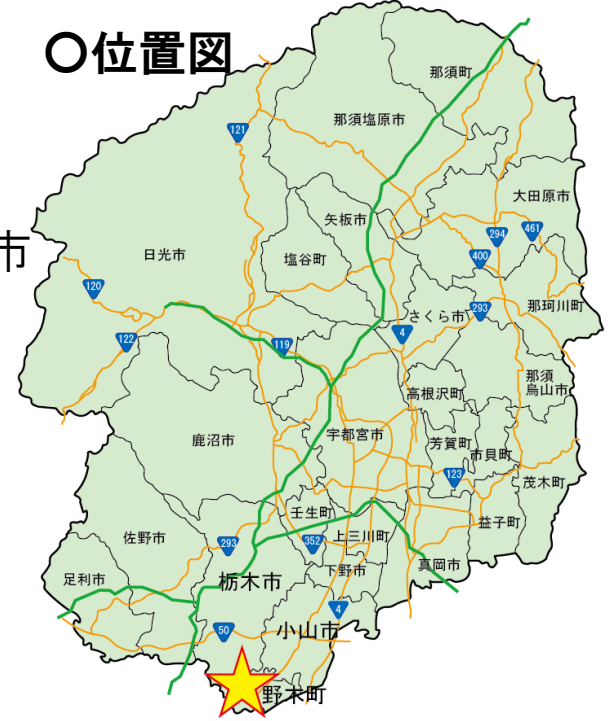 〇位置図
那須町
121
那須塩原市
大田原市
矢板市
市
294
461
日光市
塩谷町
400
120
那珂川町
293
さくら市
122
119
4
那須
烏山市
高根沢町
鹿沼市
宇都宮市
芳賀町
市貝町
123
茂木町
壬生町
益子町
佐野市
293
352
上三川町
真岡市
下野市
足利市
栃木市
4
50
小山市
野木町